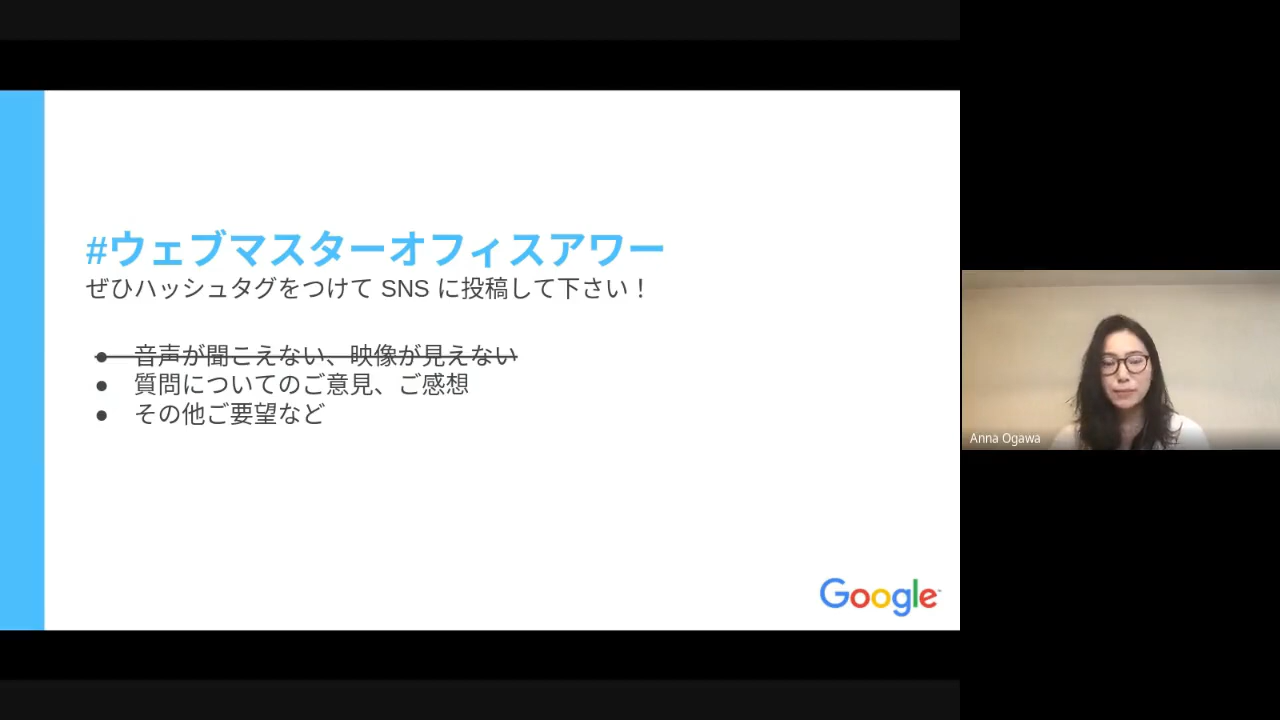 #ウェブマスターオフィスアワー
ぜひハッシュタグをつけて SNS に投稿して下さい！
● 音声が聞こえない、映像が見えない
● 質問についてのご意見、ご感想
● その他ご要望など
Google
Anna Ogawa